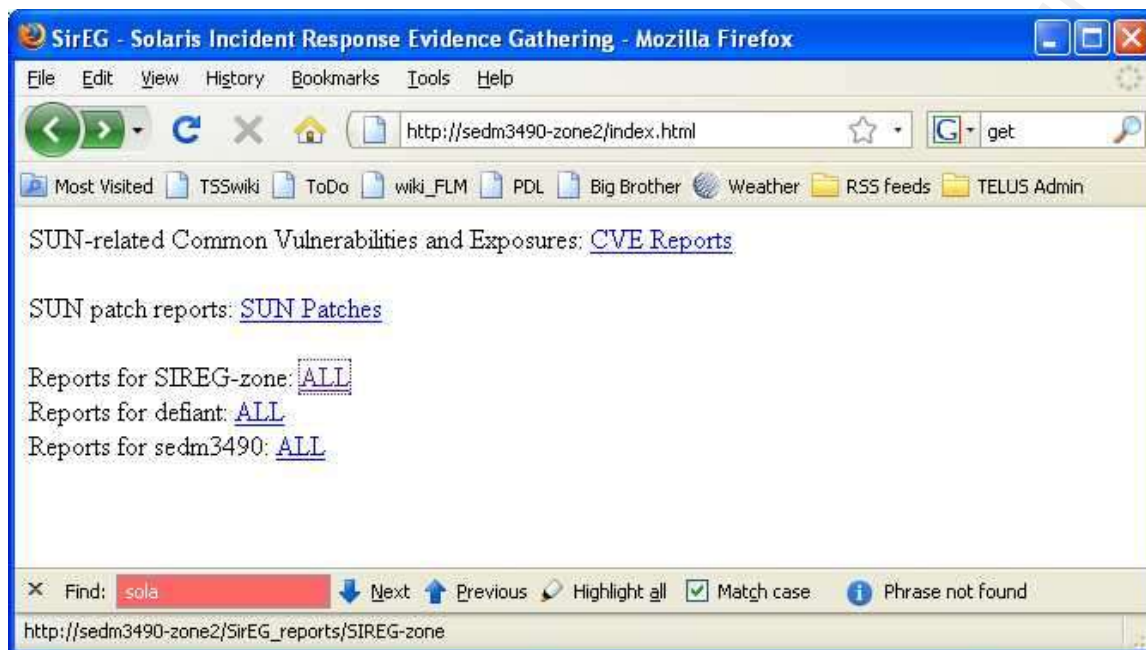 SirEG - Solaris Incident Response Evidence Gathering - Mozilla Firefox
File Edit View History Bookmarks Tools Help
http://sedm3490-zone2/index.html G get
Most Visited TSSwiki ToDo wiki_FLM PDL Big Brother Weather RSS feeds TELUS Admin
SUN-related Common Vulnerabilities and Exposures: CVE Reports
SUN patch reports: SUN Patches
Reports for SIREG-zone: ALL
Reports for defiant: ALL
Reports for sedm3490: ALL
Find: sola Next Previous Highlight all Match case Phrase not found
http://sedm3490-zone2/SirEG_reports/SIREG-zone